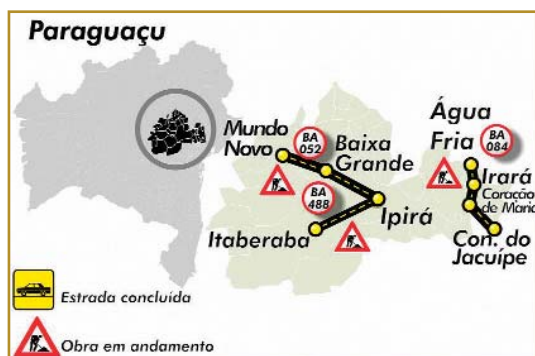 Paraguaçu
Mundo
Novo
BA
052
Baixa
Grande
BA
488
Itaberaba
Ipirá
Água
Fria
BA
084
Irará
Coração
de Maria
Con. do
Jacuípe
Estrada concluída
Obra em andamento